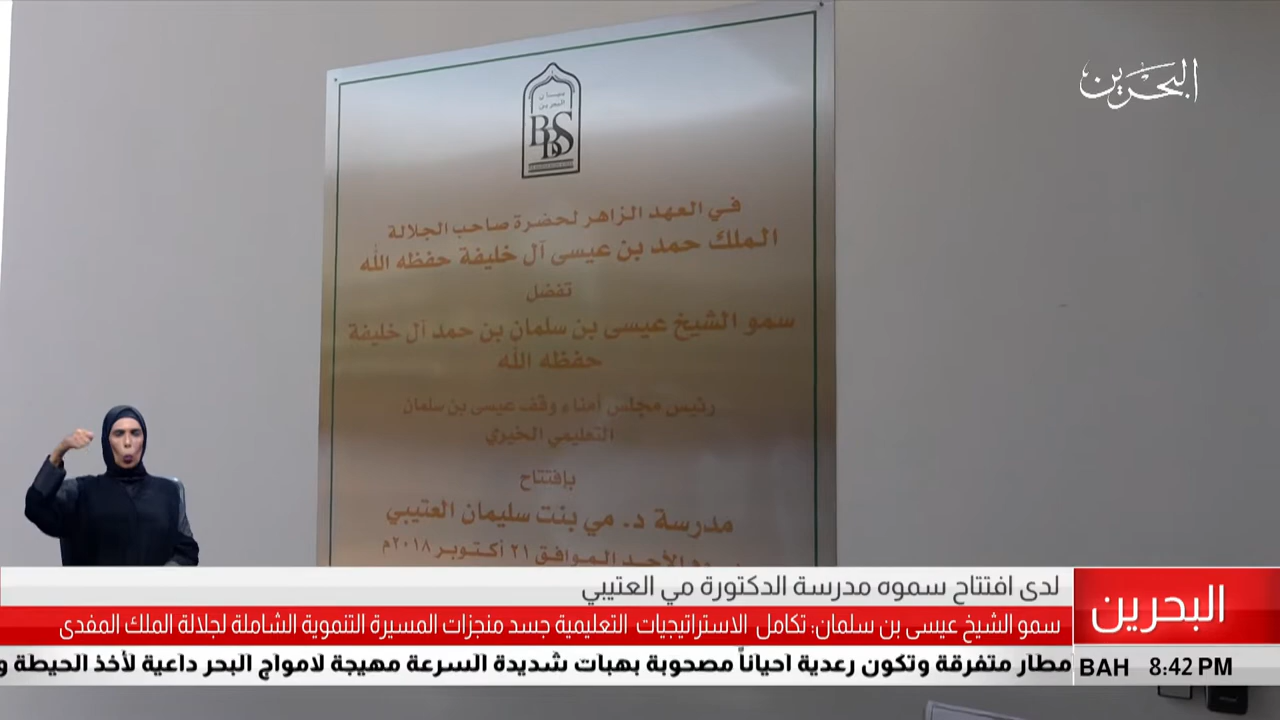 البحرين
بيان
البحرين
BBS
في العهد الزاهر لحضرة صاحب الجلالة
الملك حمد بن عيسى آل خليفة حفظه الله
تفضل
سمو الشيخ عيسى بن سلمان بن حمد آل خليفة
حفظه الله
رئيس مجلس أمناء وقف عيسى بن سلمان
التعليمي الخيري
بإفتتاح
مدرسة د. مي بنت سليمان العتيبي
الأحد الموافق ٢١ أكتوبر ٢٠١٨م
لدى افتتاح سموه مدرسة الدكتورة مي العتيبي
البحرين
سمو الشيخ عيسى بن سلمان: تكامل الاستراتيجيات التعليمية جسد منجزات المسيرة التنموية الشاملة لجلالة الملك المفدى
مطار متفرقة وتكون رعدية احياناً مصحوبة بهبات شديدة السرعة مهيجة لامواج البحر داعية لأخذ الحيطة و
BAH 8:42 PM